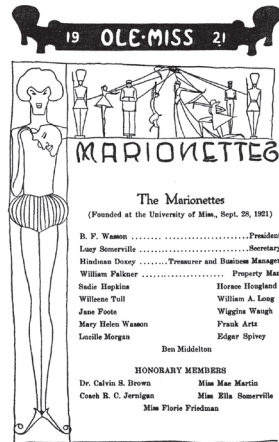 19 OLE-MISS 21
MARIONETTES
The Marionettes
(Founded at the University of Miss., Sept. 28, 1921)
B. F. Wasson ........................President
Lucy Somerville ........................Secretary
Hindman Doxey ........Treasurer and Business Manager
William Falkner .................... Property Man
Sadie Hopkins Horace Hougland
Willeene Tull William A. Long
Jane Foote Wiggins Waugh
Mary Helen Wasson Frank Artz
Lucille Morgan Edgar Spivey
Ben Middelton
HONORARY MEMBERS
Dr. Calvin S. Brown Miss Mae Martin
Coach R. C. Jernigan Miss Ella Somerville
Miss Florie Friedman